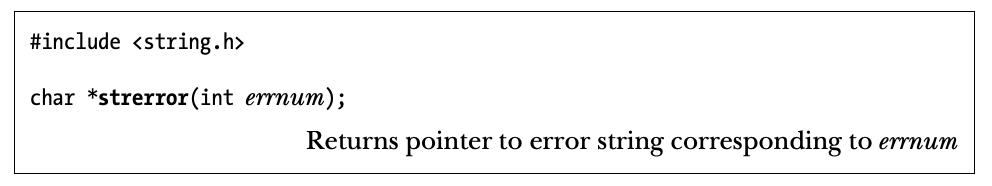 #include <string.h>
char *strerror(int errnum);
Returns pointer to error string corresponding to errnum